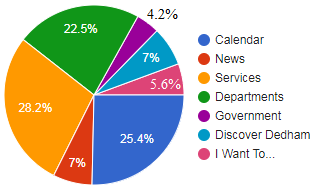 4.2%
22.5%
7%
5.6%
28.2%
7%
25.4%
Calendar
News
Services
Departments
Government
Discover Dedham
I Want To...